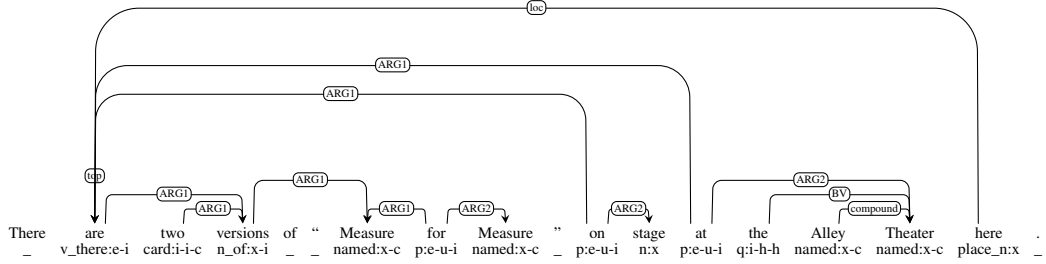 loc
ARG1
ARG1
top
ARG1 ARG1 ARG1 ARG1 ARG2 ARG2 ARG2 BV compound
There are two versions of “ Measure for Measure ” on stage at the Alley Theater here .
_ v_there:e-i card:i-i-c n_of:x-i _ _ named:x-c p:e-u-i named:x-c _ p:e-u-i n:x p:e-u-i q:i-h-h named:x-c named:x-c place_n:x _